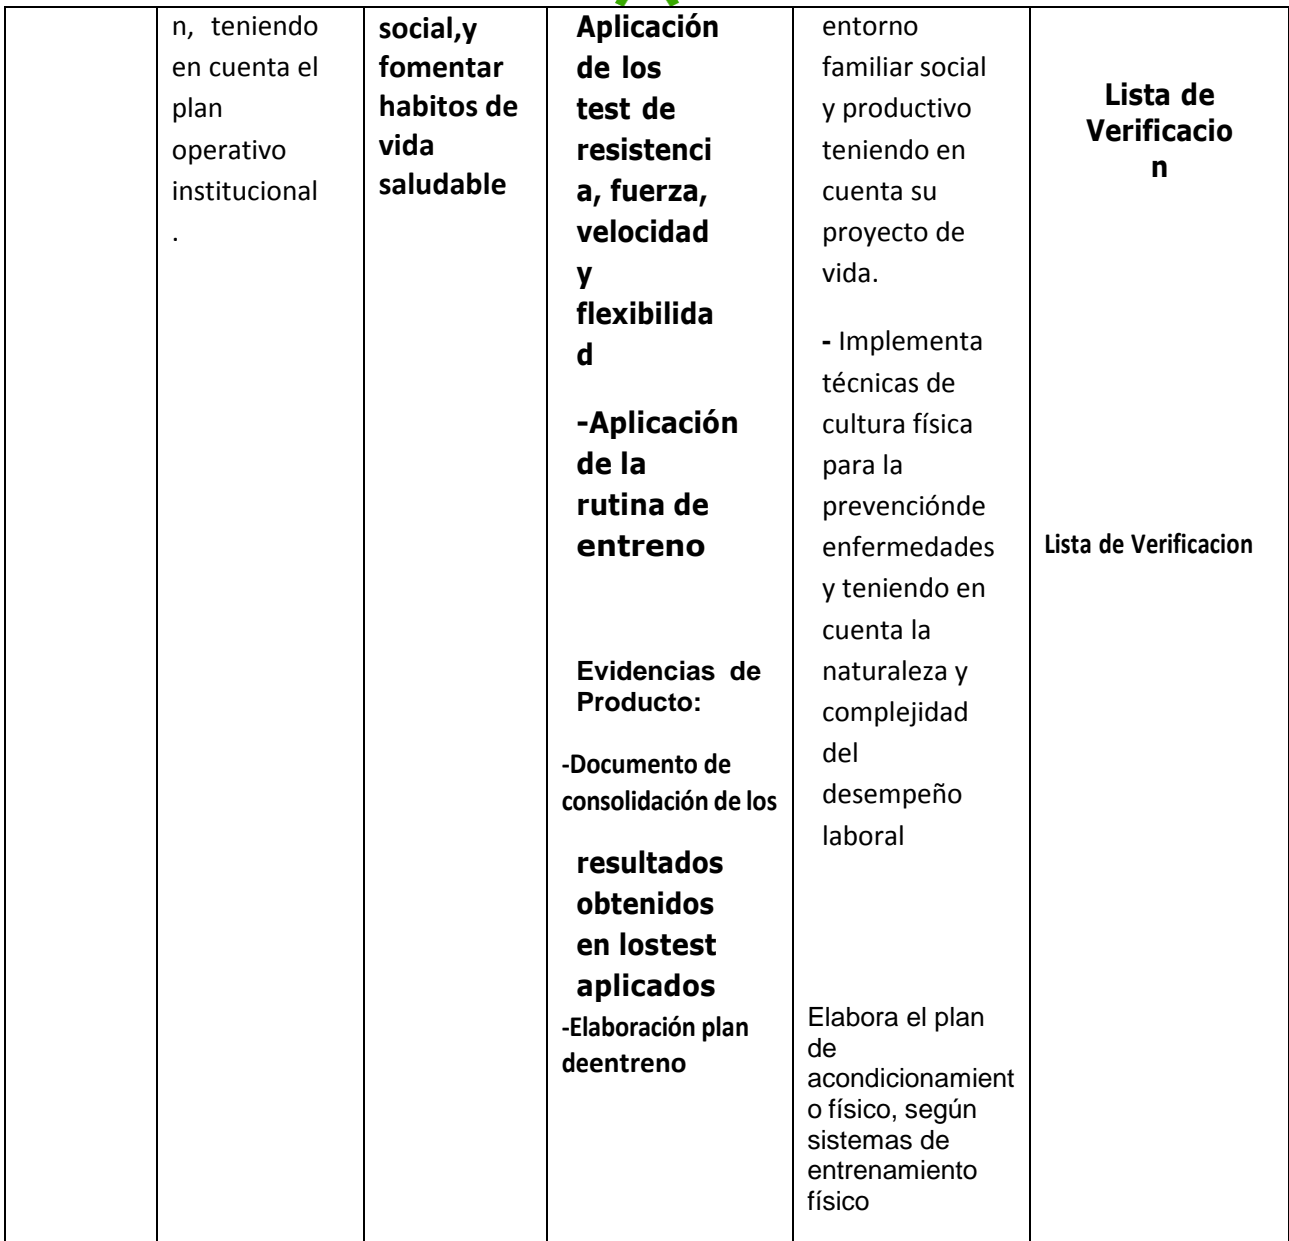 n, teniendo
en cuenta el
plan
operativo
institucional
.
social,y
fomentar
habitos de
vida
saludable
Aplicación
de los
test de
resistenci
a, fuerza,
velocidad
y
flexibilida
d
-Aplicación
de la
rutina de
entreno
Evidencias de
Producto:
-Documento de
consolidación de los
resultados
obtenidos
en lostest
aplicados
-Elaboración plan
deentreno
entorno
familiar social
y productivo
teniendo en
cuenta su
proyecto de
vida.
- Implementa
técnicas de
cultura física
para la
prevenciónde
enfermedades
y teniendo en
cuenta la
naturaleza y
complejidad
del
desempeño
laboral
Elabora el plan
de
acondicionamient
o físico, según
sistemas de
entrenamiento
físico
Lista de
Verificacio
n
Lista de Verificacion